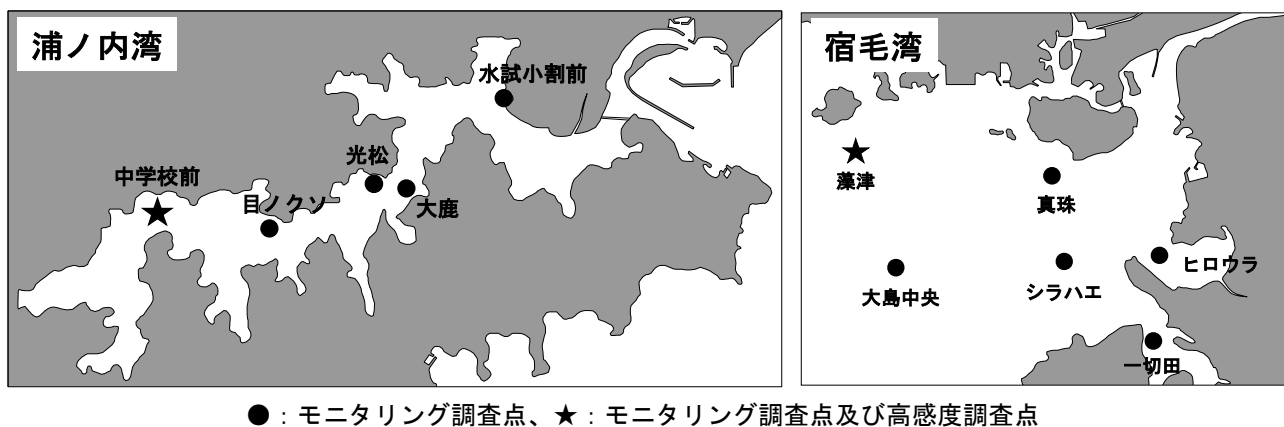 浦ノ内湾
水試小割前
光松
中学校前
目ノクソ
大鹿
宿毛湾
藻津
真珠
大島中央
シラハエ
ヒロウラ
一切田
●：モニタリング調査点、★：モニタリング調査点及び高感度調査点